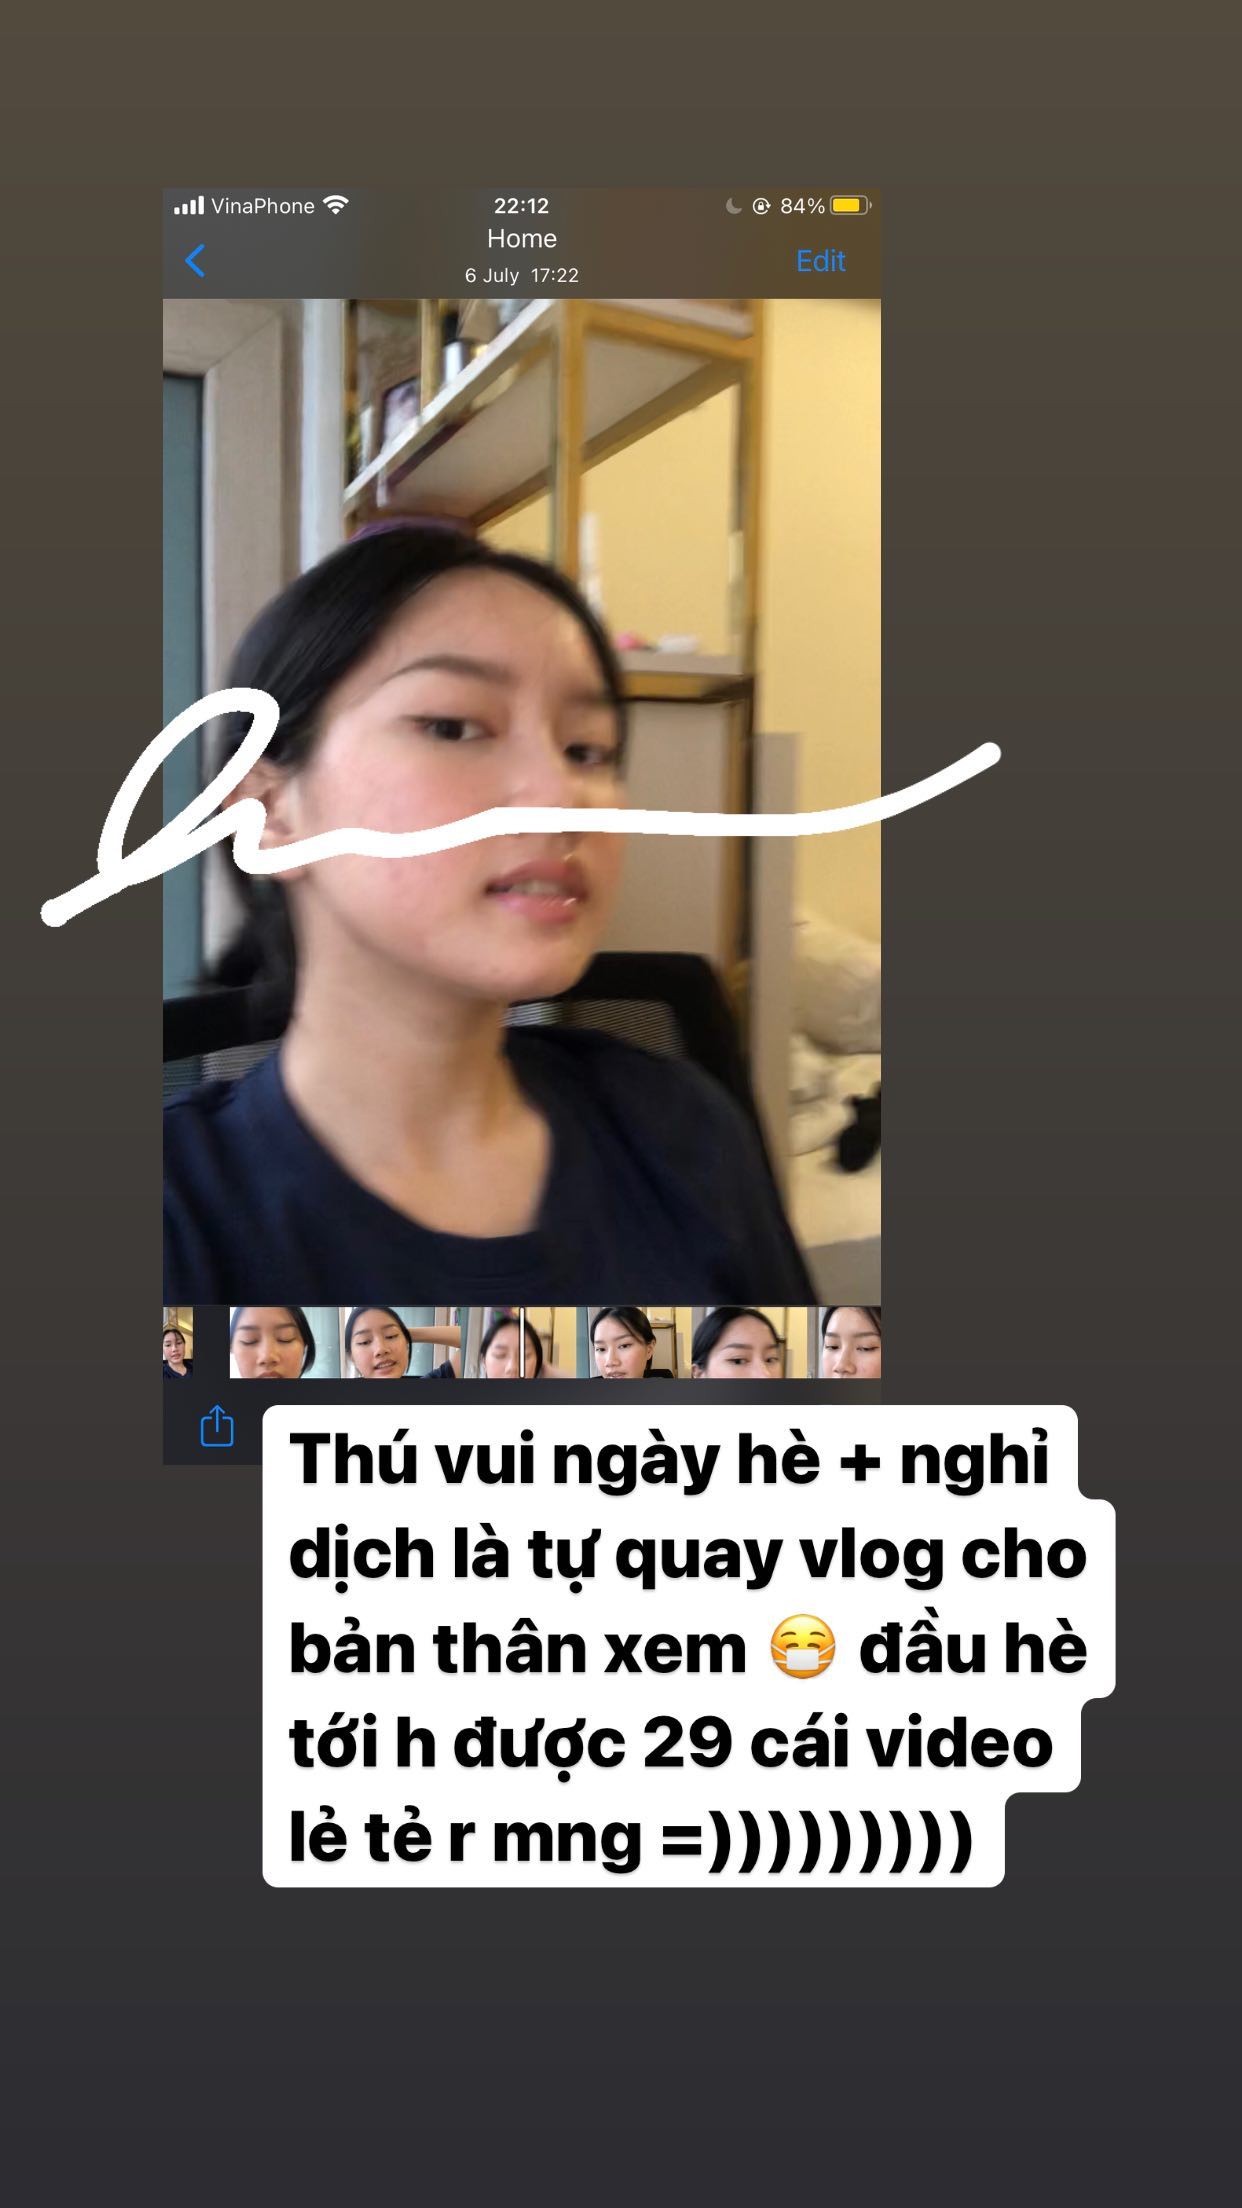 VinaPhone 22:12 84%
Home
6 July 17:22
Edit
Thú vui ngày hè + nghỉ
dịch là tự quay vlog cho
bản thân xem 😷 đầu hè
tới h được 29 cái video
lẻ tẻ r mng =)))))))))